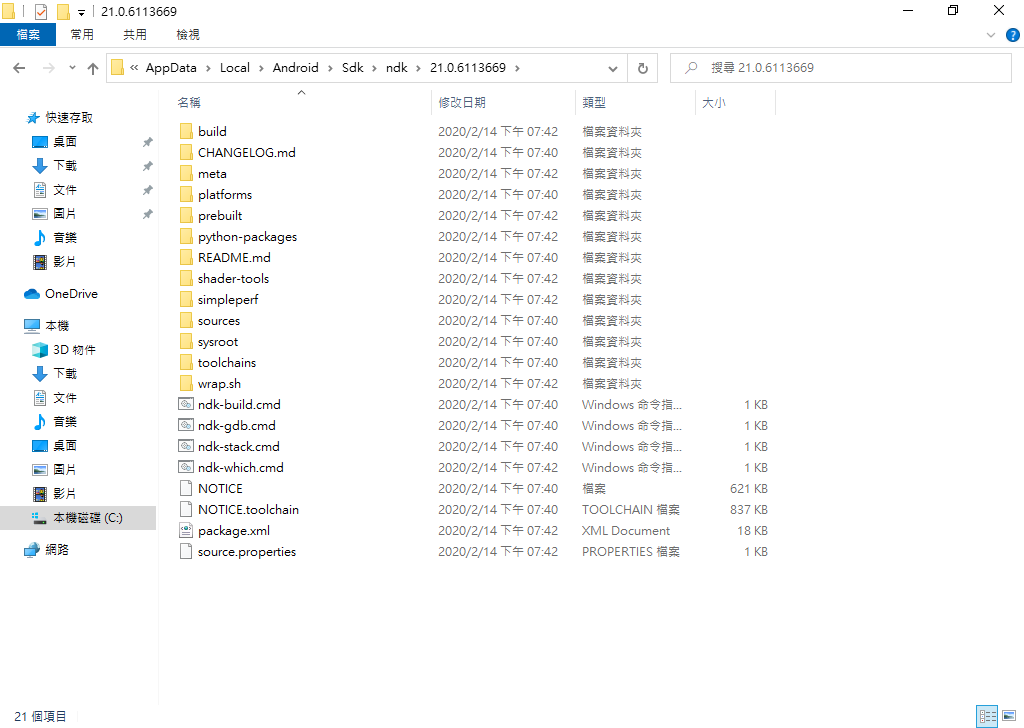 21.0.6113669
檔案 常用 共用 檢視
« AppData › Local › Android › Sdk › ndk › 21.0.6113669 ›
搜尋 21.0.6113669
名稱 修改日期 類型 大小
快速存取
桌面
下載
文件
圖片
音樂
影片
OneDrive
本機
3D 物件
下載
文件
音樂
桌面
圖片
影片
本機磁碟 (C:)
網路
build 2020/2/14 下午 07:42 檔案資料夾
CHANGELOG.md 2020/2/14 下午 07:40 檔案資料夾
meta 2020/2/14 下午 07:42 檔案資料夾
platforms 2020/2/14 下午 07:40 檔案資料夾
prebuilt 2020/2/14 下午 07:42 檔案資料夾
python-packages 2020/2/14 下午 07:42 檔案資料夾
README.md 2020/2/14 下午 07:40 檔案資料夾
shader-tools 2020/2/14 下午 07:42 檔案資料夾
simpleperf 2020/2/14 下午 07:42 檔案資料夾
sources 2020/2/14 下午 07:40 檔案資料夾
sysroot 2020/2/14 下午 07:40 檔案資料夾
toolchains 2020/2/14 下午 07:40 檔案資料夾
wrap.sh 2020/2/14 下午 07:42 檔案資料夾
ndk-build.cmd 2020/2/14 下午 07:40 Windows 命令指... 1 KB
ndk-gdb.cmd 2020/2/14 下午 07:40 Windows 命令指... 1 KB
ndk-stack.cmd 2020/2/14 下午 07:42 Windows 命令指... 1 KB
ndk-which.cmd 2020/2/14 下午 07:42 Windows 命令指... 1 KB
NOTICE 2020/2/14 下午 07:40 檔案 621 KB
NOTICE.toolchain 2020/2/14 下午 07:40 TOOLCHAIN 檔案 837 KB
package.xml 2020/2/14 下午 07:42 XML Document 18 KB
source.properties 2020/2/14 下午 07:42 PROPERTIES 檔案 1 KB
21 個項目